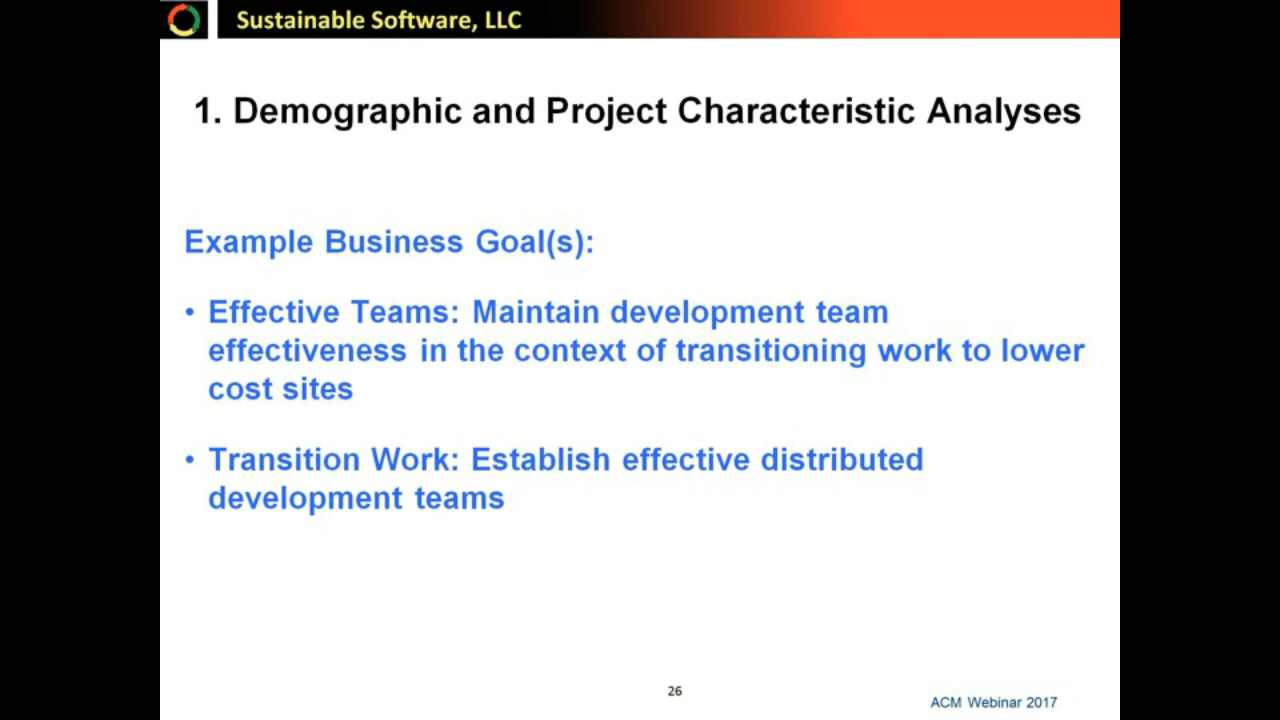 Sustainable Software, LLC
1. Demographic and Project Characteristic Analyses
Example Business Goal(s):
• Effective Teams: Maintain development team
effectiveness in the context of transitioning work to lower
cost sites
• Transition Work: Establish effective distributed
development teams
26
ACM Webinar 2017